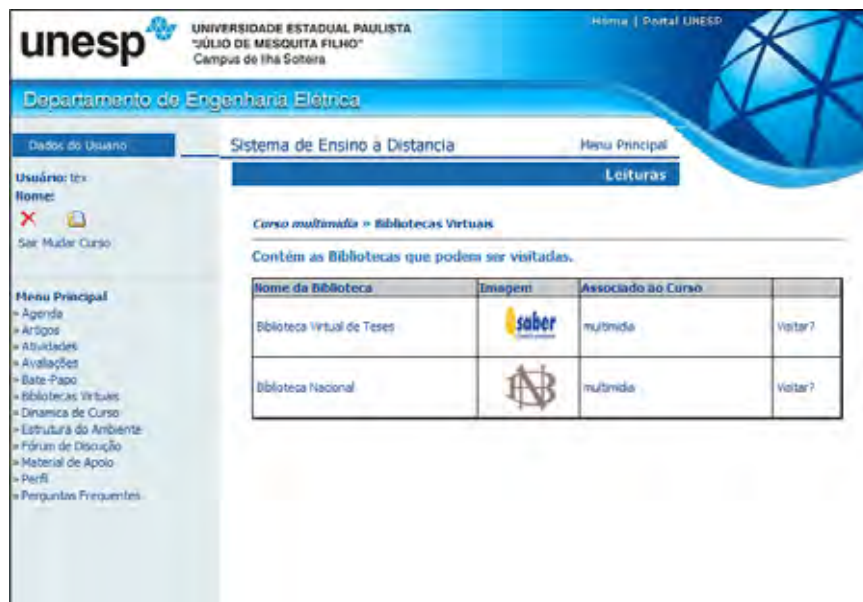 unesp
UNIVERSIDADE ESTADUAL PAULISTA
"JÚLIO DE MESQUITA FILHO"
Campus de Ilha Solteira
Home | Portal UNESP
Departamento de Engenharia Elétrica
Dados do Usuário
Sistema de Ensino a Distancia
Menu Principal
Leituras
Usuário: tex
Nome:
Sair Mudar Curso
Curso multimidia » Bibliotecas Virtuais
Contém as Bibliotecas que podem ser visitadas.
Nome da Biblioteca Imagem Associado ao Curso
Biblioteca Virtual de Teses saber multimidia Visitar?
Biblioteca Nacional BN multimidia Visitar?
Menu Principal
» Agenda
» Artigos
» Atividades
» Avaliações
» Bate-Papo
» Bibliotecas Virtuais
» Dinamica de Curso
» Estrutura do Ambiente
» Fórum de Discução
» Material de Apoio
» Perfil
» Perguntas Frequentes